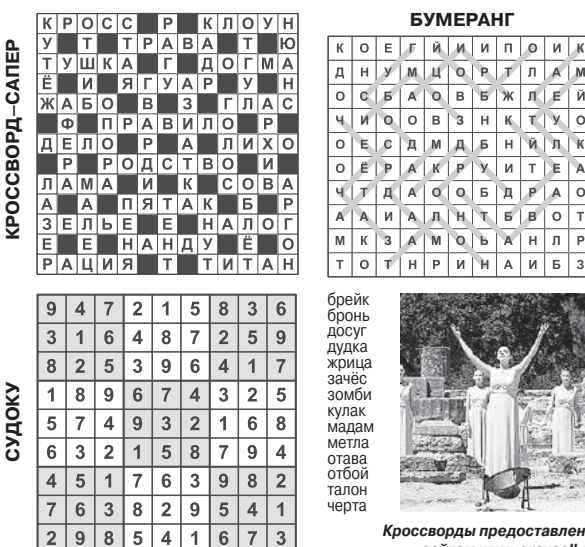 КРОССВОРД–САПЕР
К Р О С С Р К Л О У Н
У Т Т Р А В А Т Ю
Т У Ш К А Г Д О Г М А
Ё И Я Г У А Р У Н
Ж А Б О В З Г Л А С
Ф П Р А В И Л О Р
Д Е Л О Р А Л И Х О
Р Р О Д С Т В О И
Л А М А И К С О В А
А А П Я Т А К Б Р
З Е Л Ь Е Е Н А Л О Г
Е Е Н А Н Д У Ё О
Р А Ц И Я Т Т И Т А Н
БУМЕРАНГ
К О Е Г Й И И П О И К
Д Н У М Ц О Р Т Л А М
О С Б А О В Б Ж Л Е Й
Ч И О О В З Н К Т У О
О Е С Д М Д Б Н Й Л К
О Ё Р А К Р У И Т Е А
Ч Т Д А О О Б Д Р А О
А А И А Л Н Т Б В О Т
М К З А М О Ь А Н Л Р
Т О Т Н Р И Н А И Б З
СУДОКУ
9 4 7 2 1 5 8 3 6
3 1 6 4 8 7 2 5 9
8 2 5 3 9 6 4 1 7
1 8 9 6 7 4 3 2 5
5 7 4 9 3 2 1 6 8
6 3 2 1 5 8 7 9 4
4 5 1 7 6 3 9 8 2
7 6 3 8 2 9 5 4 1
2 9 8 5 4 1 6 7 3
брейк
бронь
досуг
дудка
жрица
зачёс
зомби
кулак
мадам
метла
отава
отбой
талон
черта
Кроссворды предоставлен